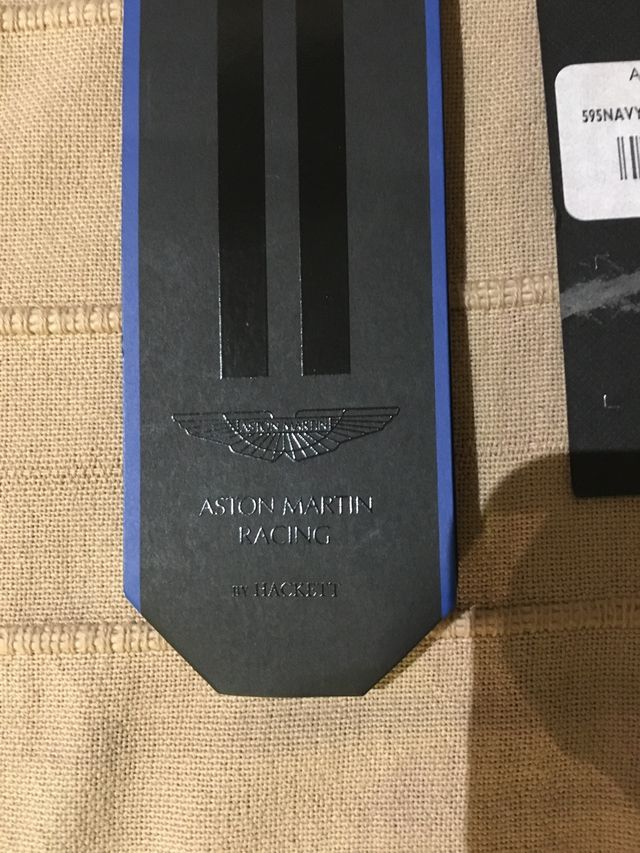 ASTON MARTIN
ASTON MARTIN
RACING
BY HACKETT
A
595NAVY
L